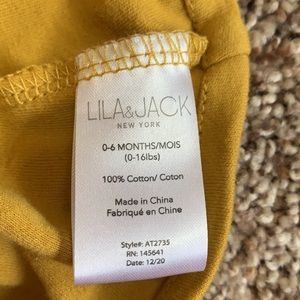 LILA&JACK
NEW YORK
0-6 MONTHS/MOIS
(0-16lbs)
100% Cotton/ Coton
Made in China
Fabriqué en Chine
Style#: AT2735
RN: 145641
Date: 12/20